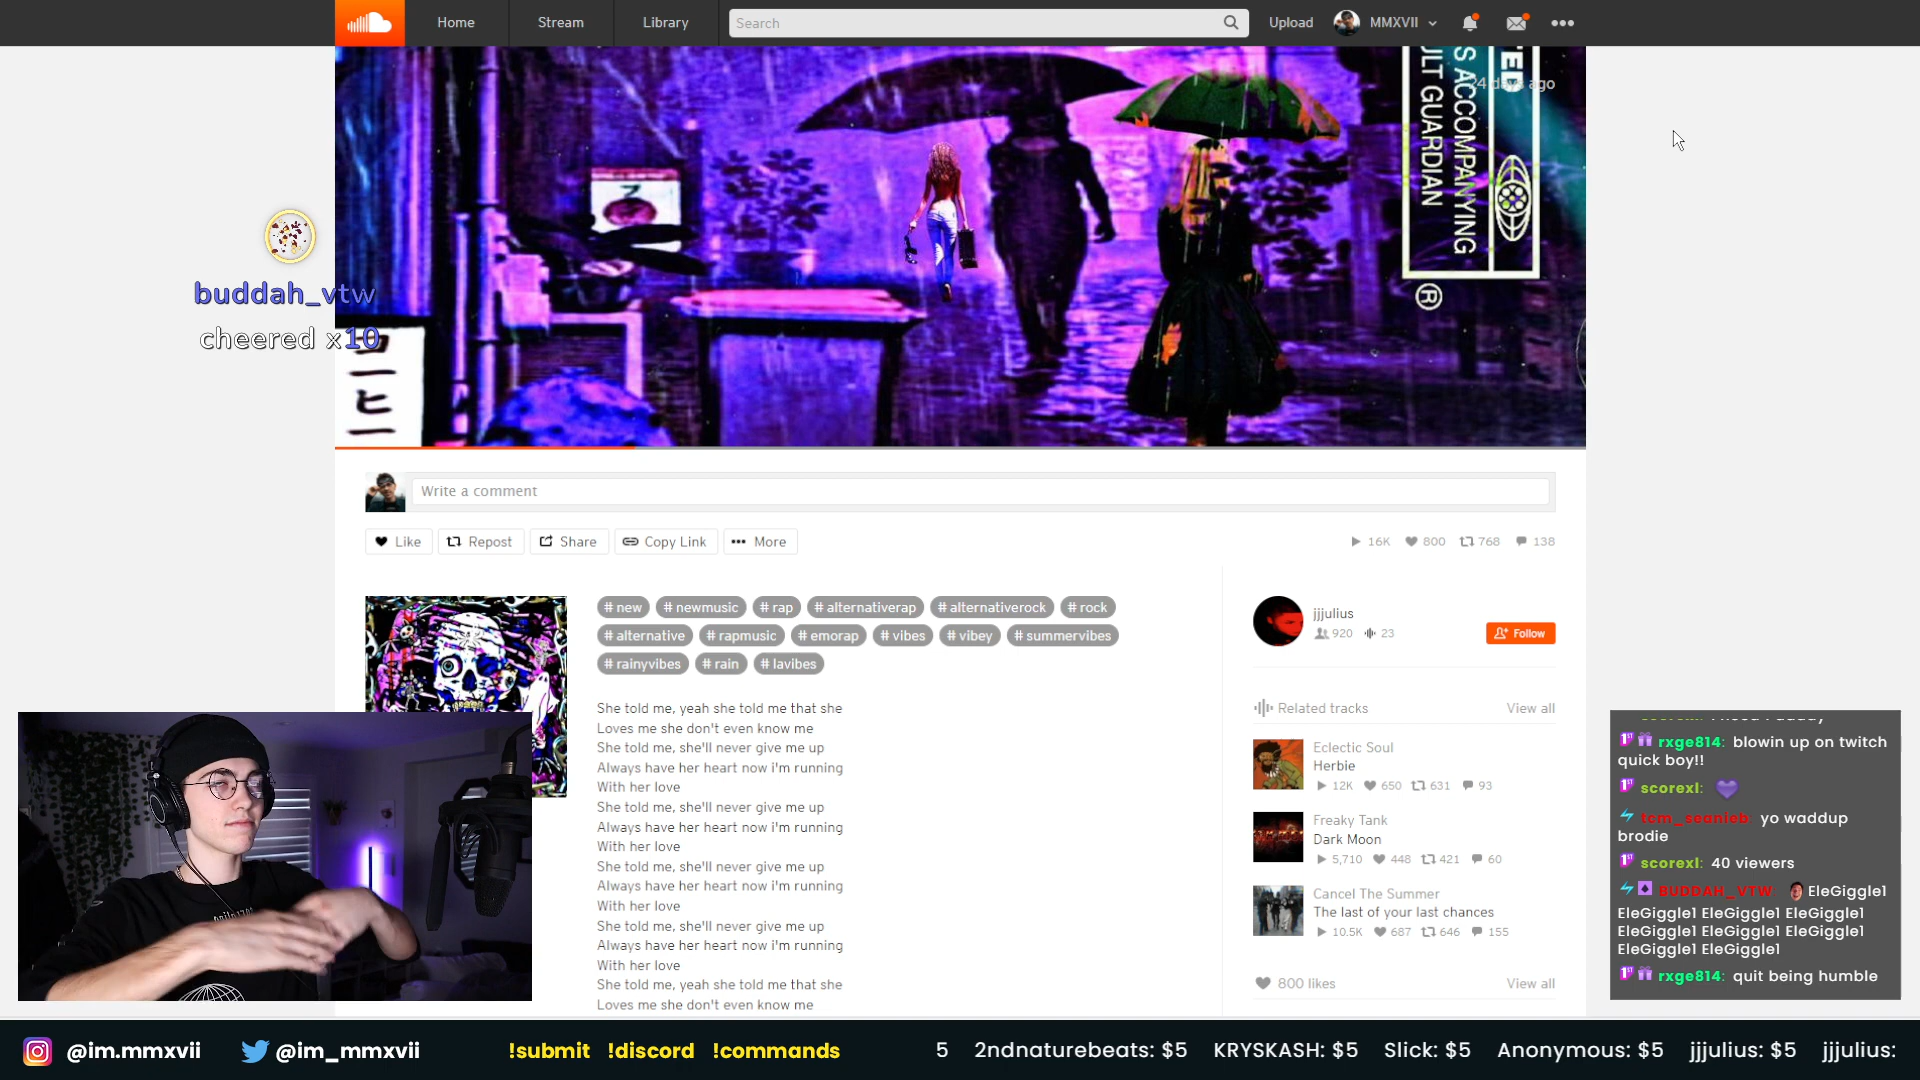 Home
Stream
Library
Search
Upload
MMXVII
24 days ago
TED
S ACCOMPANYING
ULT GUARDIAN
®
buddah_vtw
cheered x10
Write a comment
Like
Repost
Share
Copy Link
More
16K
800
768
138
# new
# newmusic
# rap
# alternativerap
# alternativerock
# rock
# alternative
# rapmusic
# emorap
# vibes
# vibey
# summervibes
# rainyvibes
# rain
# lavibes
She told me, yeah she told me that she
Loves me she don't even know me
She told me, she'll never give me up
Always have her heart now i'm running
With her love
She told me, she'll never give me up
Always have her heart now i'm running
With her love
She told me, she'll never give me up
Always have her heart now i'm running
With her love
She told me, she'll never give me up
Always have her heart now i'm running
With her love
She told me, yeah she told me that she
Loves me she don't even know me
jjjulius
920 23
Follow
Related tracks
View all
Eclectic Soul
Herbie
12K 650 631 93
Freaky Tank
Dark Moon
5,710 448 421 60
Cancel The Summer
The last of your last chances
10.5K 687 646 155
800 likes
View all
rxge814: blowin up on twitch
quick boy!!
scorexl:
tcm_seanieb: yo waddup
brodie
scorexl: 40 viewers
BUDDAH_VTW: EleGiggle1
EleGiggle1 EleGiggle1 EleGiggle1
EleGiggle1 EleGiggle1 EleGiggle1
EleGiggle1 EleGiggle1
rxge814: quit being humble
@im.mmxvii
@im_mmxvii
!submit !discord !commands
5 2ndnaturebeats: $5 KRYSKASH: $5 Slick: $5 Anonymous: $5 jjjulius: $5 jjjulius: